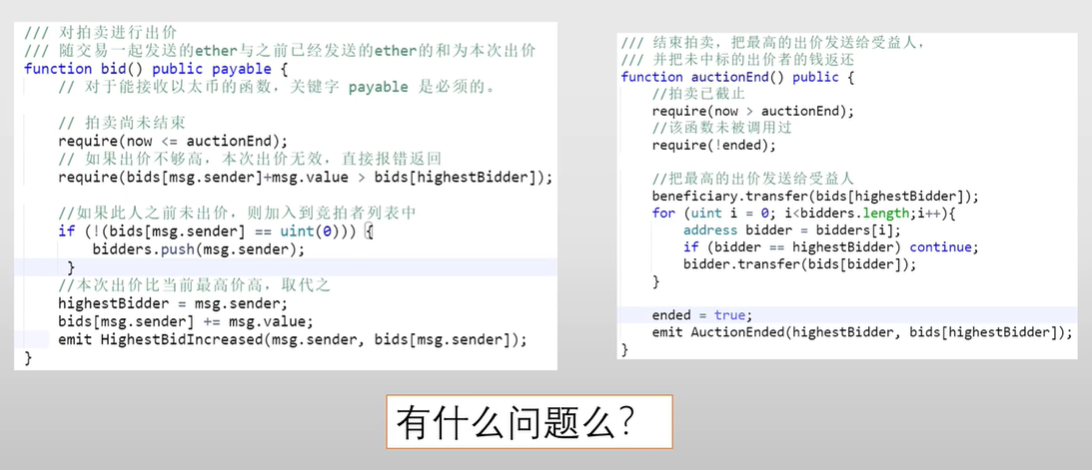 /// 对拍卖进行出价
/// 随交易一起发送的ether与之前已经发送的ether的和为本次出价
function bid() public payable {
// 对于能接收以太币的函数，关键字 payable 是必须的。
// 拍卖尚未结束
require(now <= auctionEnd);
// 如果出价不够高，本次出价无效，直接报错返回
require(bids[msg.sender]+msg.value > bids[highestBidder]);
//如果此人之前未出价，则加入到竞拍者列表中
if (!(bids[msg.sender] == uint(0))) {
bidders.push(msg.sender);
}
//本次出价比当前最高价高，取代之
highestBidder = msg.sender;
bids[msg.sender] += msg.value;
emit HighestBidIncreased(msg.sender, bids[msg.sender]);
}
/// 结束拍卖，把最高的出价发送给受益人，
/// 并把未中标的出价者的钱返还
function auctionEnd() public {
//拍卖已截止
require(now > auctionEnd);
//该函数未被调用过
require(!ended);
//把最高的出价发送给受益人
beneficiary.transfer(bids[highestBidder]);
for (uint i = 0; i<bidders.length;i++){
address bidder = bidders[i];
if (bidder == highestBidder) continue;
bidder.transfer(bids[bidder]);
}
ended = true;
emit AuctionEnded(highestBidder, bids[highestBidder]);
}
有什么问题么？